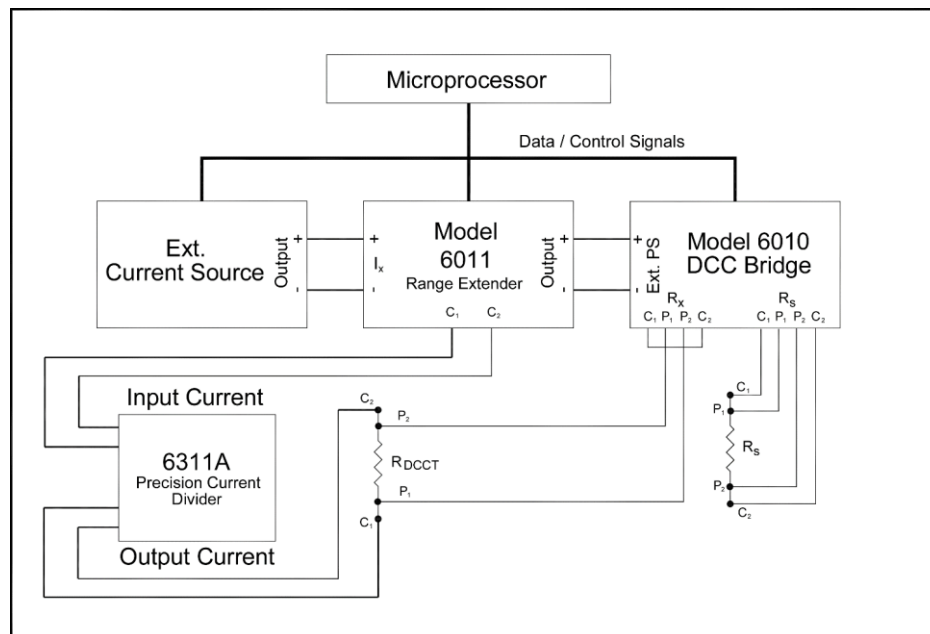 Microprocessor
Data / Control Signals
Ext.
Current Source
Output
+
-
+
-
Iₓ
Model
6011
Range Extender
C₁ C₂
Output
+
-
+
-
Ext. PS
Model 6010
DCC Bridge
Rₓ
C₁ P₁ P₂ C₂
Rₛ
C₁ P₁ P₂ C₂
Input Current
6311A
Precision Current
Divider
Output Current
C₂
P₂
R_DCCT
P₁
C₁
C₁
P₁
Rₛ
P₂
C₂